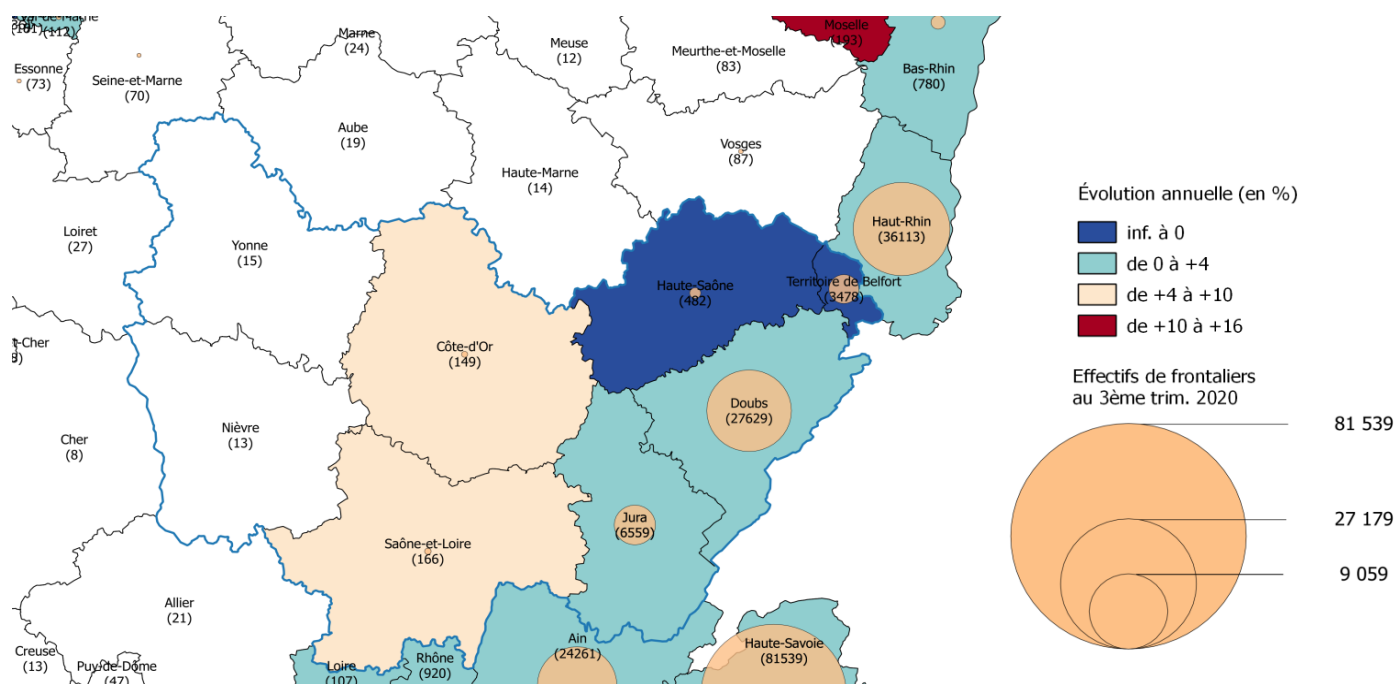 Val-de-Marne
(112)
Marne
(24)
Meuse
(12)
Moselle
(193)
Essonne
(73)
Seine-et-Marne
(70)
Meurthe-et-Moselle
(83)
Bas-Rhin
(780)
Aube
(19)
Vosges
(87)
Haute-Marne
(14)
Haut-Rhin
(36113)
Loiret
(27)
Yonne
(15)
Haute-Saône
(482)
Territoire de Belfort
(3478)
Côte-d'Or
(149)
Doubs
(27629)
Nièvre
(13)
Cher
(8)
Jura
(6559)
Saône-et-Loire
(166)
Allier
(21)
Creuse
(13)
Puy-de-Dôme
(47)
Loire
(107)
Rhône
(920)
Ain
(24261)
Haute-Savoie
(81539)
Évolution annuelle (en %)
inf. à 0
de 0 à +4
de +4 à +10
de +10 à +16
Effectifs de frontaliers
au 3ème trim. 2020
81 539
27 179
9 059